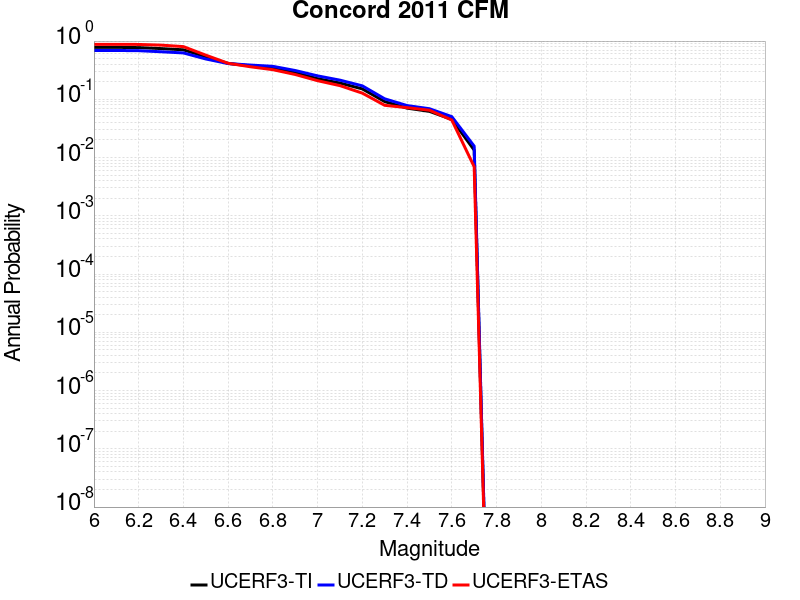 Concord 2011 CFM
10^0
10^-1
10^-2
10^-3
10^-4
10^-5
10^-6
10^-7
10^-8
Annual Probability
6 6.2 6.4 6.6 6.8 7 7.2 7.4 7.6 7.8 8 8.2 8.4 8.6 8.8 9
Magnitude
UCERF3-TI UCERF3-TD UCERF3-ETAS